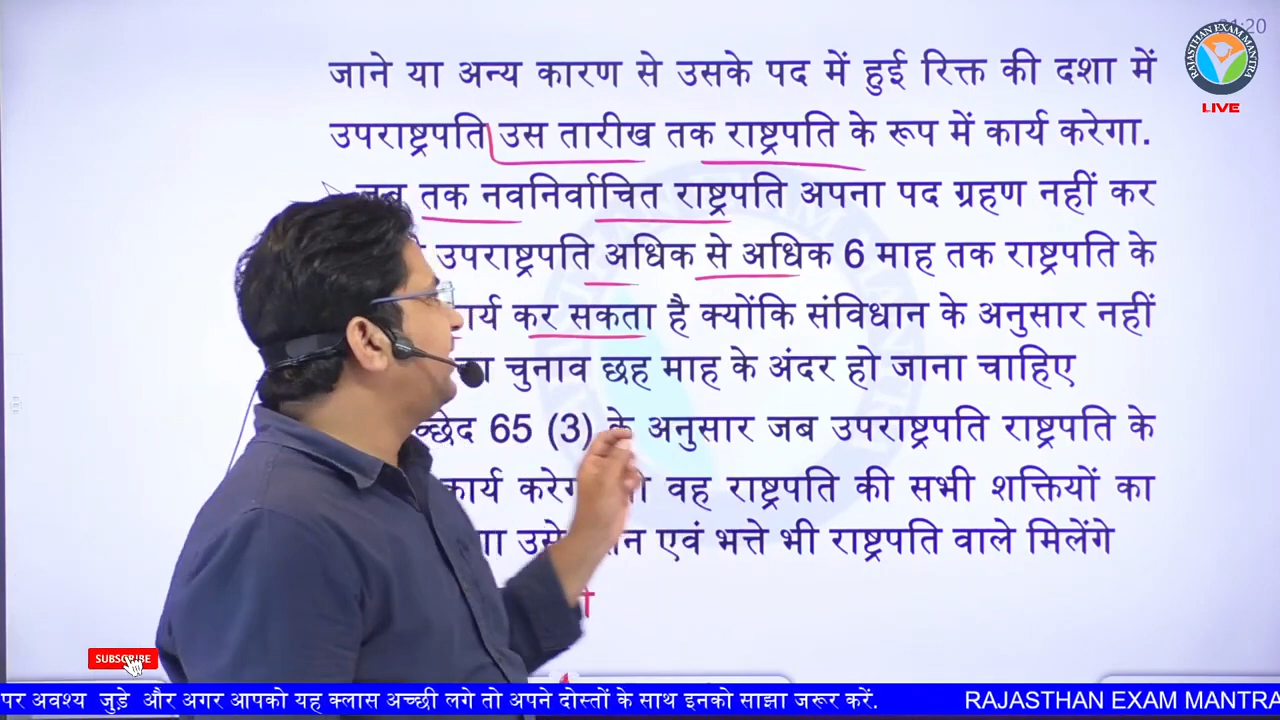 21:20
RAJASTHAN EXAM MANTRA
LIVE
जाने या अन्य कारण से उसके पद में हुई रिक्त की दशा में
उपराष्ट्रपति उस तारीख तक राष्ट्रपति के रूप में कार्य करेगा.
जब तक नवनिर्वाचित राष्ट्रपति अपना पद ग्रहण नहीं कर
उपराष्ट्रपति अधिक से अधिक 6 माह तक राष्ट्रपति के
कर सकता है क्योंकि संविधान के अनुसार नहीं
चुनाव छह माह के अंदर हो जाना चाहिए
65 (3) के अनुसार जब उपराष्ट्रपति राष्ट्रपति के
कार्य वह राष्ट्रपति की सभी शक्तियों का
एवं भत्ते भी राष्ट्रपति वाले मिलेंगे
SUBSCRIBE
पर अवश्य जुड़े और अगर आपको यह क्लास अच्छी लगे तो अपने दोस्तों के साथ इनको साझा जरूर करें. RAJASTHAN EXAM MANTRA